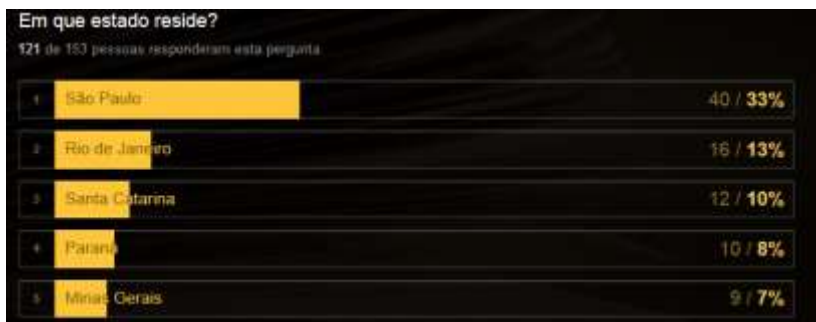 Em que estado reside?
121 de 153 pessoas responderam esta pergunta
1 São Paulo 40 / 33%
2 Rio de Janeiro 16 / 13%
3 Santa Catarina 12 / 10%
4 Paraná 10 / 8%
5 Minas Gerais 9 / 7%